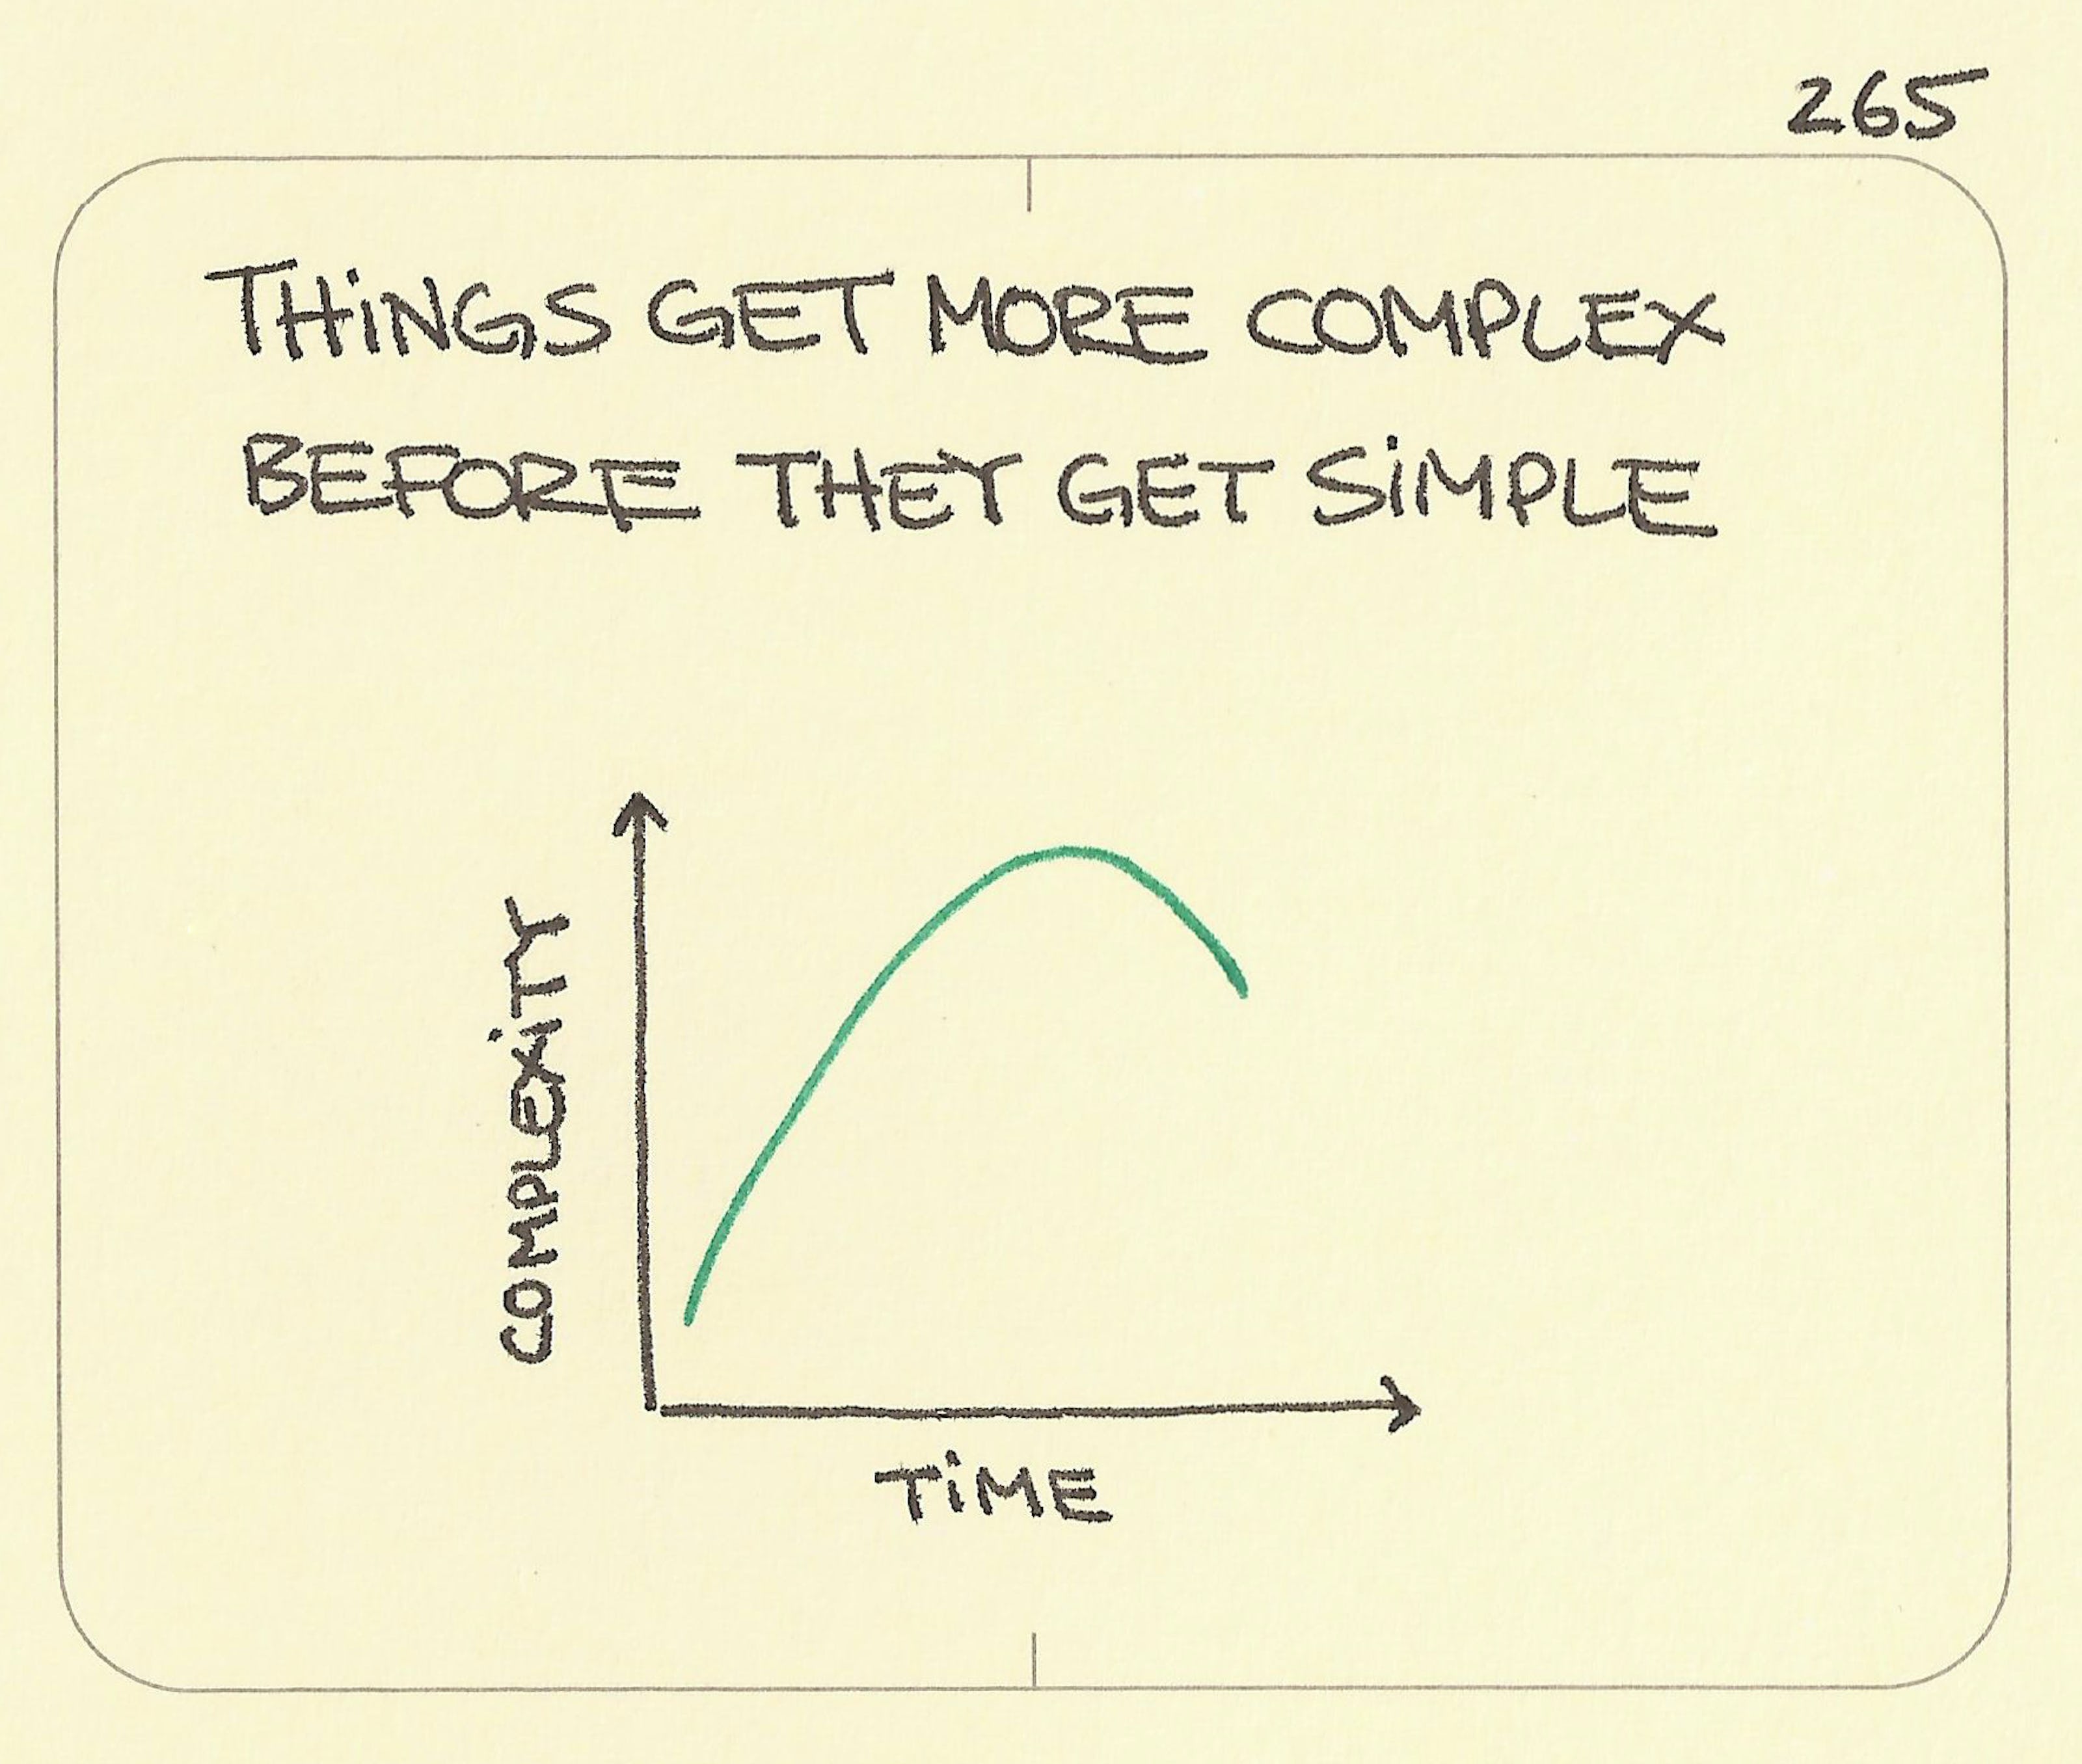 265
THiNGS GET MORE COMPLEX
BEFORE THEY GET SiMPLE
COMPLEXiTY
TiME